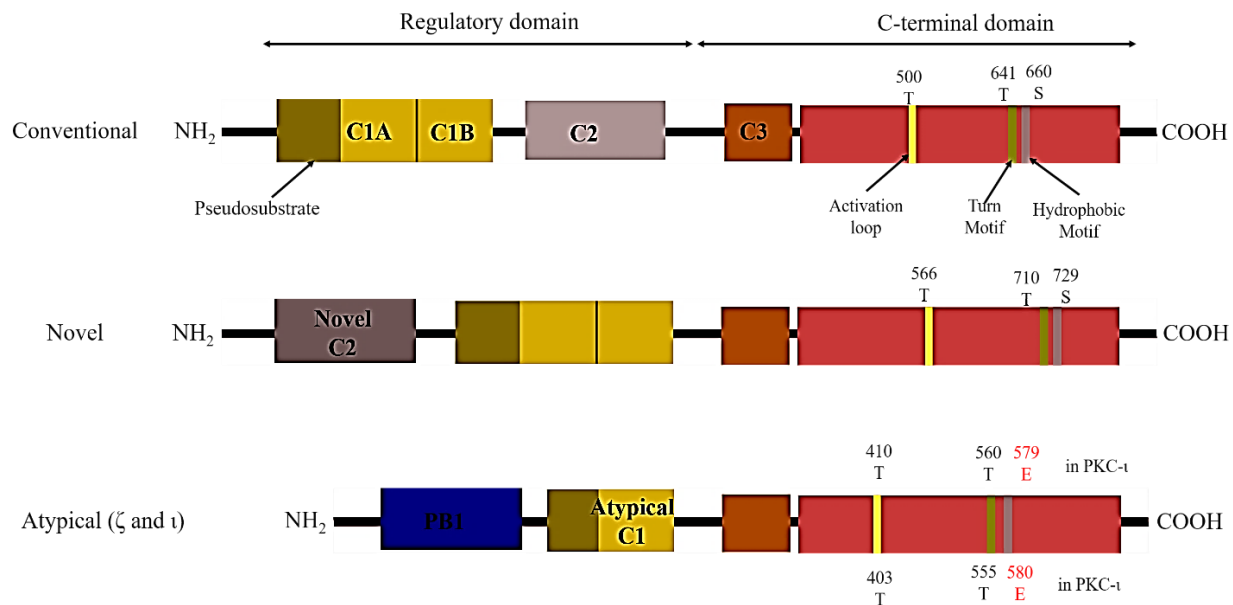 Regulatory domain
C-terminal domain
500
T
641
T
660
S
Conventional
NH₂
C1A
C1B
C2
C3
COOH
Pseudosubstrate
Activation
loop
Turn
Motif
Hydrophobic
Motif
566
T
710
T
729
S
Novel
NH₂
Novel
C2
COOH
410
T
560
T
579
E
in PKC-ι
Atypical (ζ and ι)
NH₂
PB1
Atypical
C1
COOH
403
T
555
T
580
E
in PKC-ι